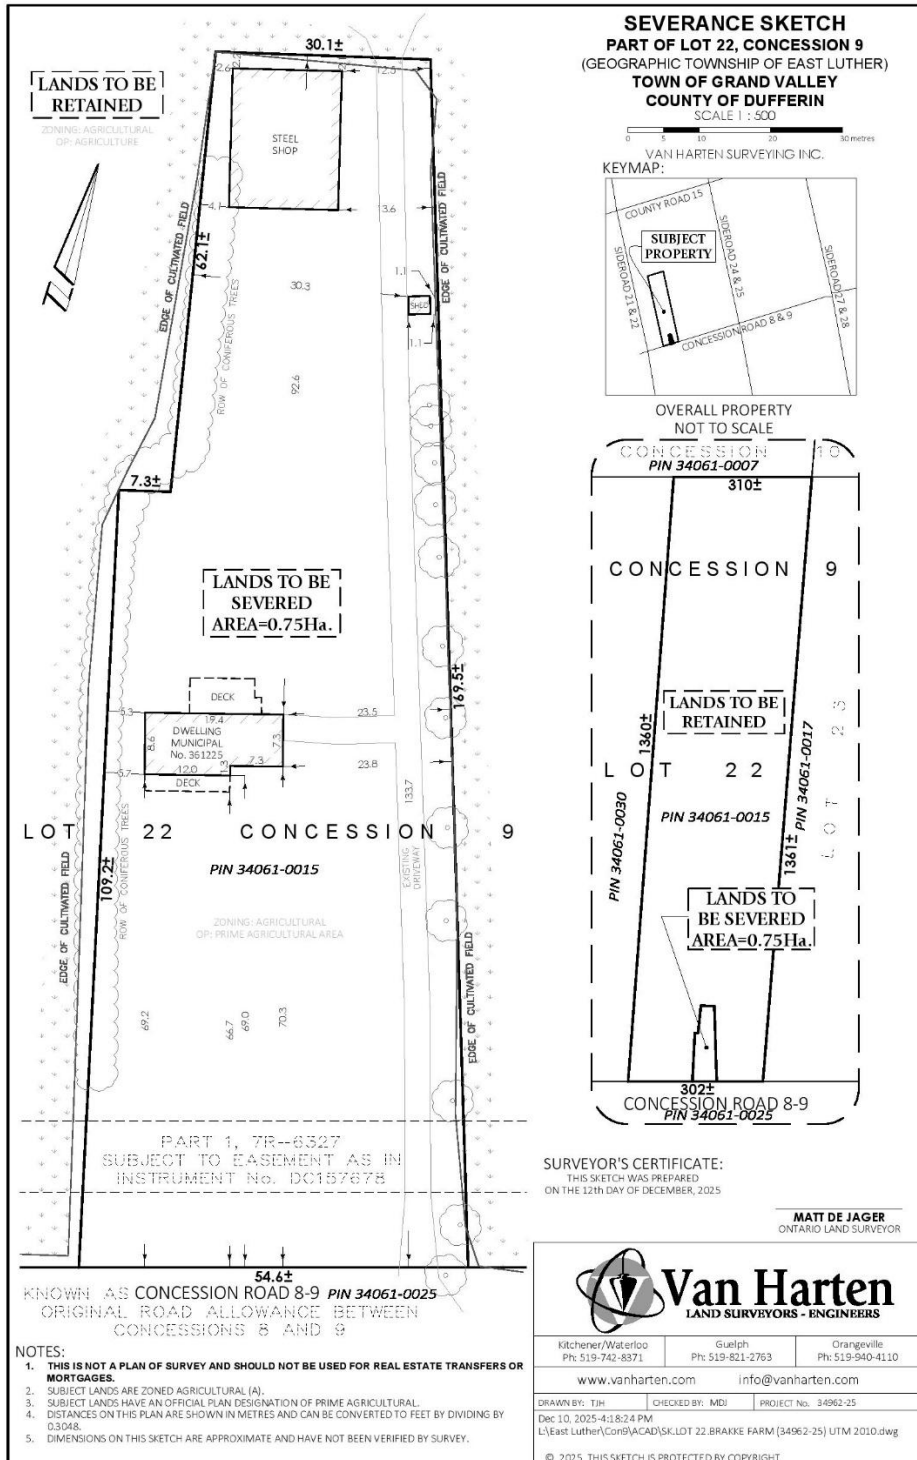 SEVERANCE SKETCH
PART OF LOT 22, CONCESSION 9
(GEOGRAPHIC TOWNSHIP OF EAST LUTHER)
TOWN OF GRAND VALLEY
COUNTY OF DUFFERIN
SCALE 1 : 500
0 5 10 20 30 metres
VAN HARTEN SURVEYING INC.
KEYMAP:
COUNTY ROAD 15
SUBJECT
PROPERTY
SIDEROAD 21 & 22
SIDEROAD 24 & 25
SIDEROAD 27 & 28
CONCESSION ROAD 8 & 9
LANDS TO BE
RETAINED
ZONING: AGRICULTURAL
OP: AGRICULTURE
30.1±
2.6
2.2
12.5
STEEL
SHOP
4.1
13.6
EDGE OF CULTIVATED FIELD
62.1±
ROW OF CONIFEROUS TREES
EDGE OF CULTIVATED FIELD
30.3
1.1
SHED
1.1
92.6
7.3±
LANDS TO BE
SEVERED
AREA=0.75Ha.
169.5±
DECK
5.3
19.4
23.5
DWELLING
MUNICIPAL
No. 361225
8.6
7.3
5.7
12.0
1.3
7.3
23.8
DECK
133.7
EXISTING
DRIVEWAY
LOT 22 CONCESSION 9
109.2±
ROW OF CONIFEROUS TREES
PIN 34061-0015
ZONING: AGRICULTURAL
OP: PRIME AGRICULTURAL AREA
EDGE OF CULTIVATED FIELD
69.2
66.7
69.0
70.3
EDGE OF CULTIVATED FIELD
PART 1, 7R--6327
SUBJECT TO EASEMENT AS IN
INSTRUMENT No. DC157678
54.6±
KNOWN AS CONCESSION ROAD 8-9 PIN 34061-0025
ORIGINAL ROAD ALLOWANCE BETWEEN
CONCESSIONS 8 AND 9
OVERALL PROPERTY
NOT TO SCALE
CONCESSION 10
PIN 34061-0007
310±
CONCESSION 9
LANDS TO BE
RETAINED
1360±
LOT 22
PIN 34061-0030
PIN 34061-0015
1361±
PIN 34061-0017
LOT 23
LANDS TO
BE SEVERED
AREA=0.75Ha.
302±
CONCESSION ROAD 8-9
PIN 34061-0025
SURVEYOR'S CERTIFICATE:
THIS SKETCH WAS PREPARED
ON THE 12th DAY OF DECEMBER, 2025
MATT DE JAGER
ONTARIO LAND SURVEYOR
NOTES:
1. THIS IS NOT A PLAN OF SURVEY AND SHOULD NOT BE USED FOR REAL ESTATE TRANSFERS OR
MORTGAGES.
2. SUBJECT LANDS ARE ZONED AGRICULTURAL (A).
3. SUBJECT LANDS HAVE AN OFFICIAL PLAN DESIGNATION OF PRIME AGRICULTURAL.
4. DISTANCES ON THIS PLAN ARE SHOWN IN METRES AND CAN BE CONVERTED TO FEET BY DIVIDING BY
0.3048.
5. DIMENSIONS ON THIS SKETCH ARE APPROXIMATE AND HAVE NOT BEEN VERIFIED BY SURVEY.
Van Harten
LAND SURVEYORS - ENGINEERS
Kitchener/Waterloo
Ph: 519-742-8371
Guelph
Ph: 519-821-2763
Orangeville
Ph: 519-940-4110
www.vanharten.com info@vanharten.com
DRAWN BY: TJH CHECKED BY: MDJ PROJECT No. 34962-25
Dec 10, 2025-4:18:24 PM
L:\East Luther\Con9\ACAD\SK.LOT 22.BRAKKE FARM (34962-25) UTM 2010.dwg
© 2025 THIS SKETCH IS PROTECTED BY COPYRIGHT